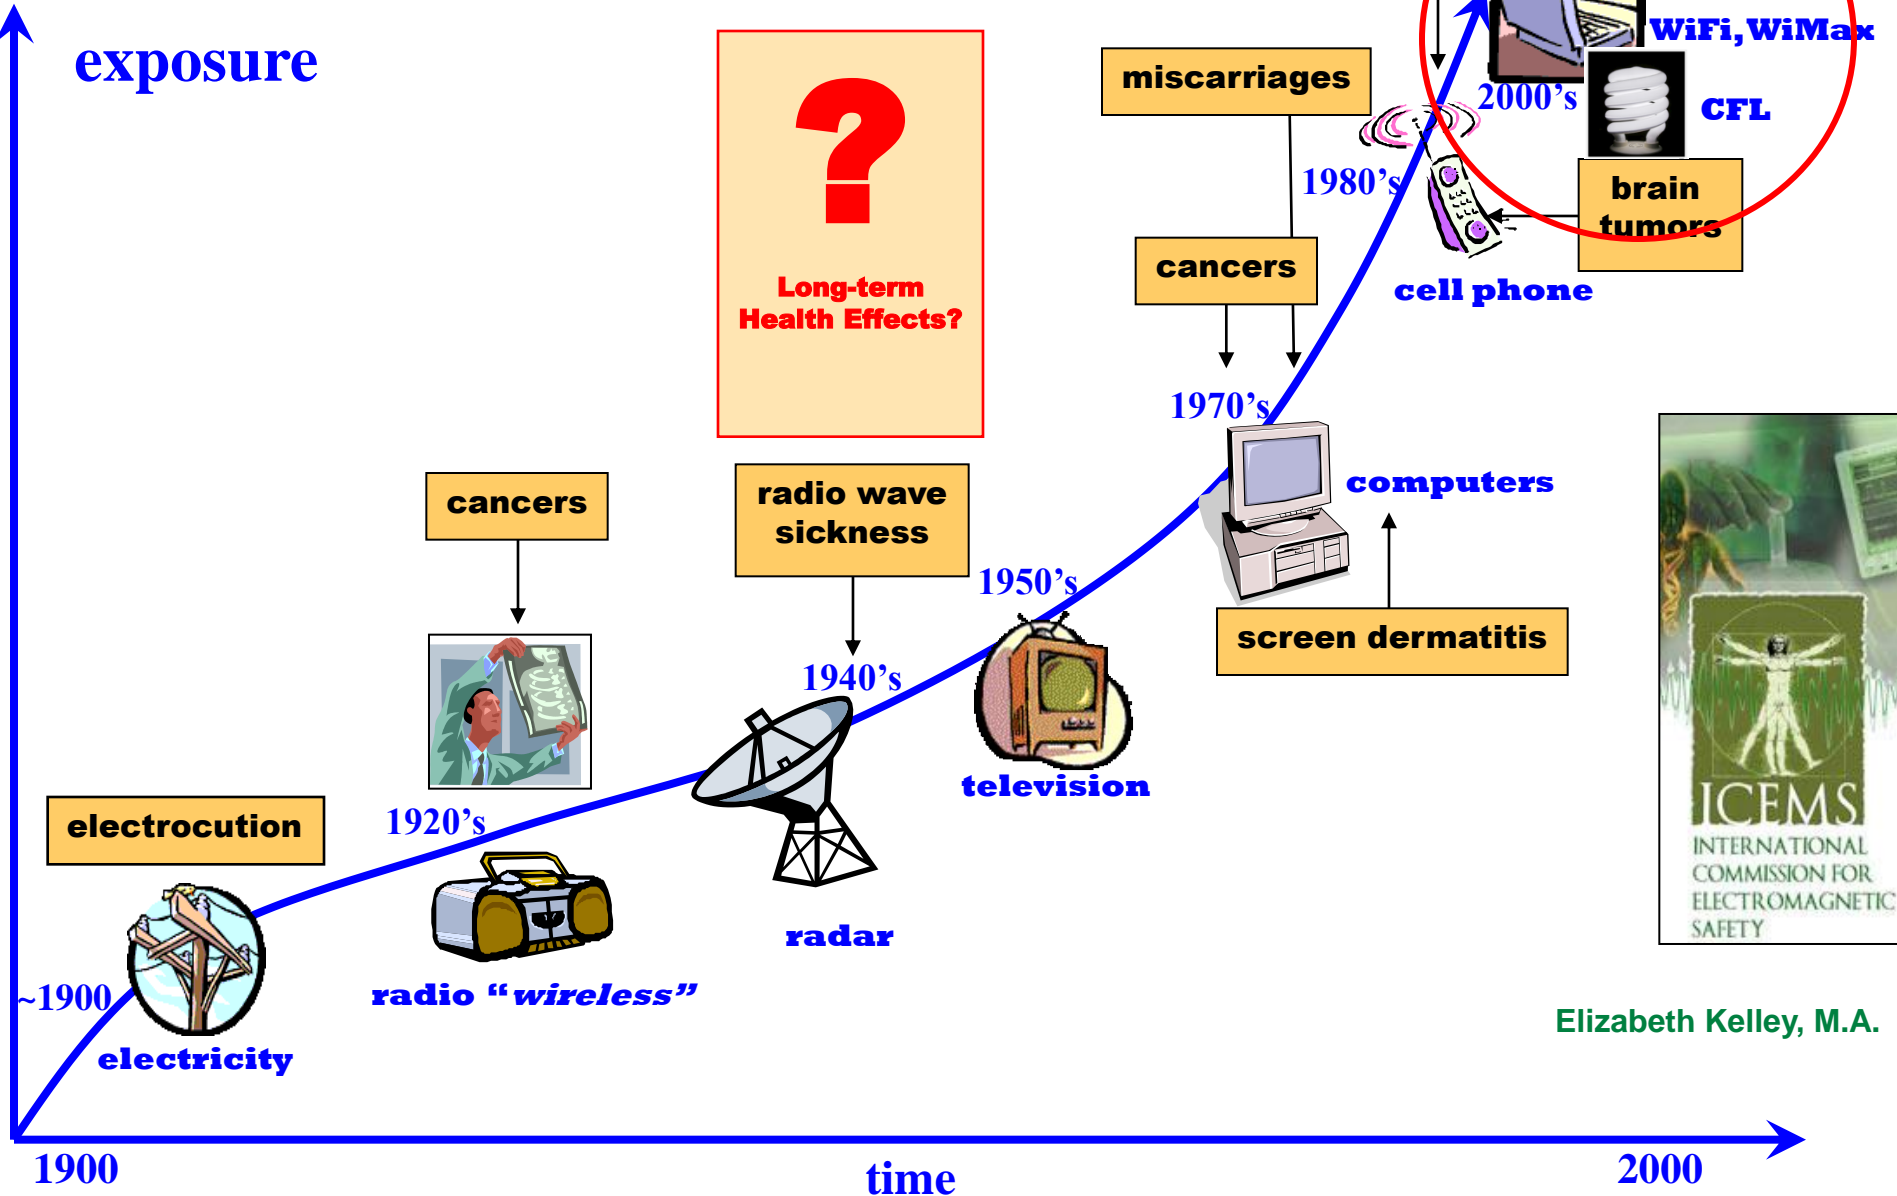 exposure
WiFi, WiMax
2000's
CFL
miscarriages
?
Long-term
Health Effects?
1980's
brain
tumors
cancers
cell phone
1970's
computers
cancers
radio wave
sickness
1950's
screen dermatitis
1940's
television
electrocution
1920's
radar
radio “wireless”
~1900
electricity
ICEMS
INTERNATIONAL
COMMISSION FOR
ELECTROMAGNETIC
SAFETY
Elizabeth Kelley, M.A.
1900
time
2000